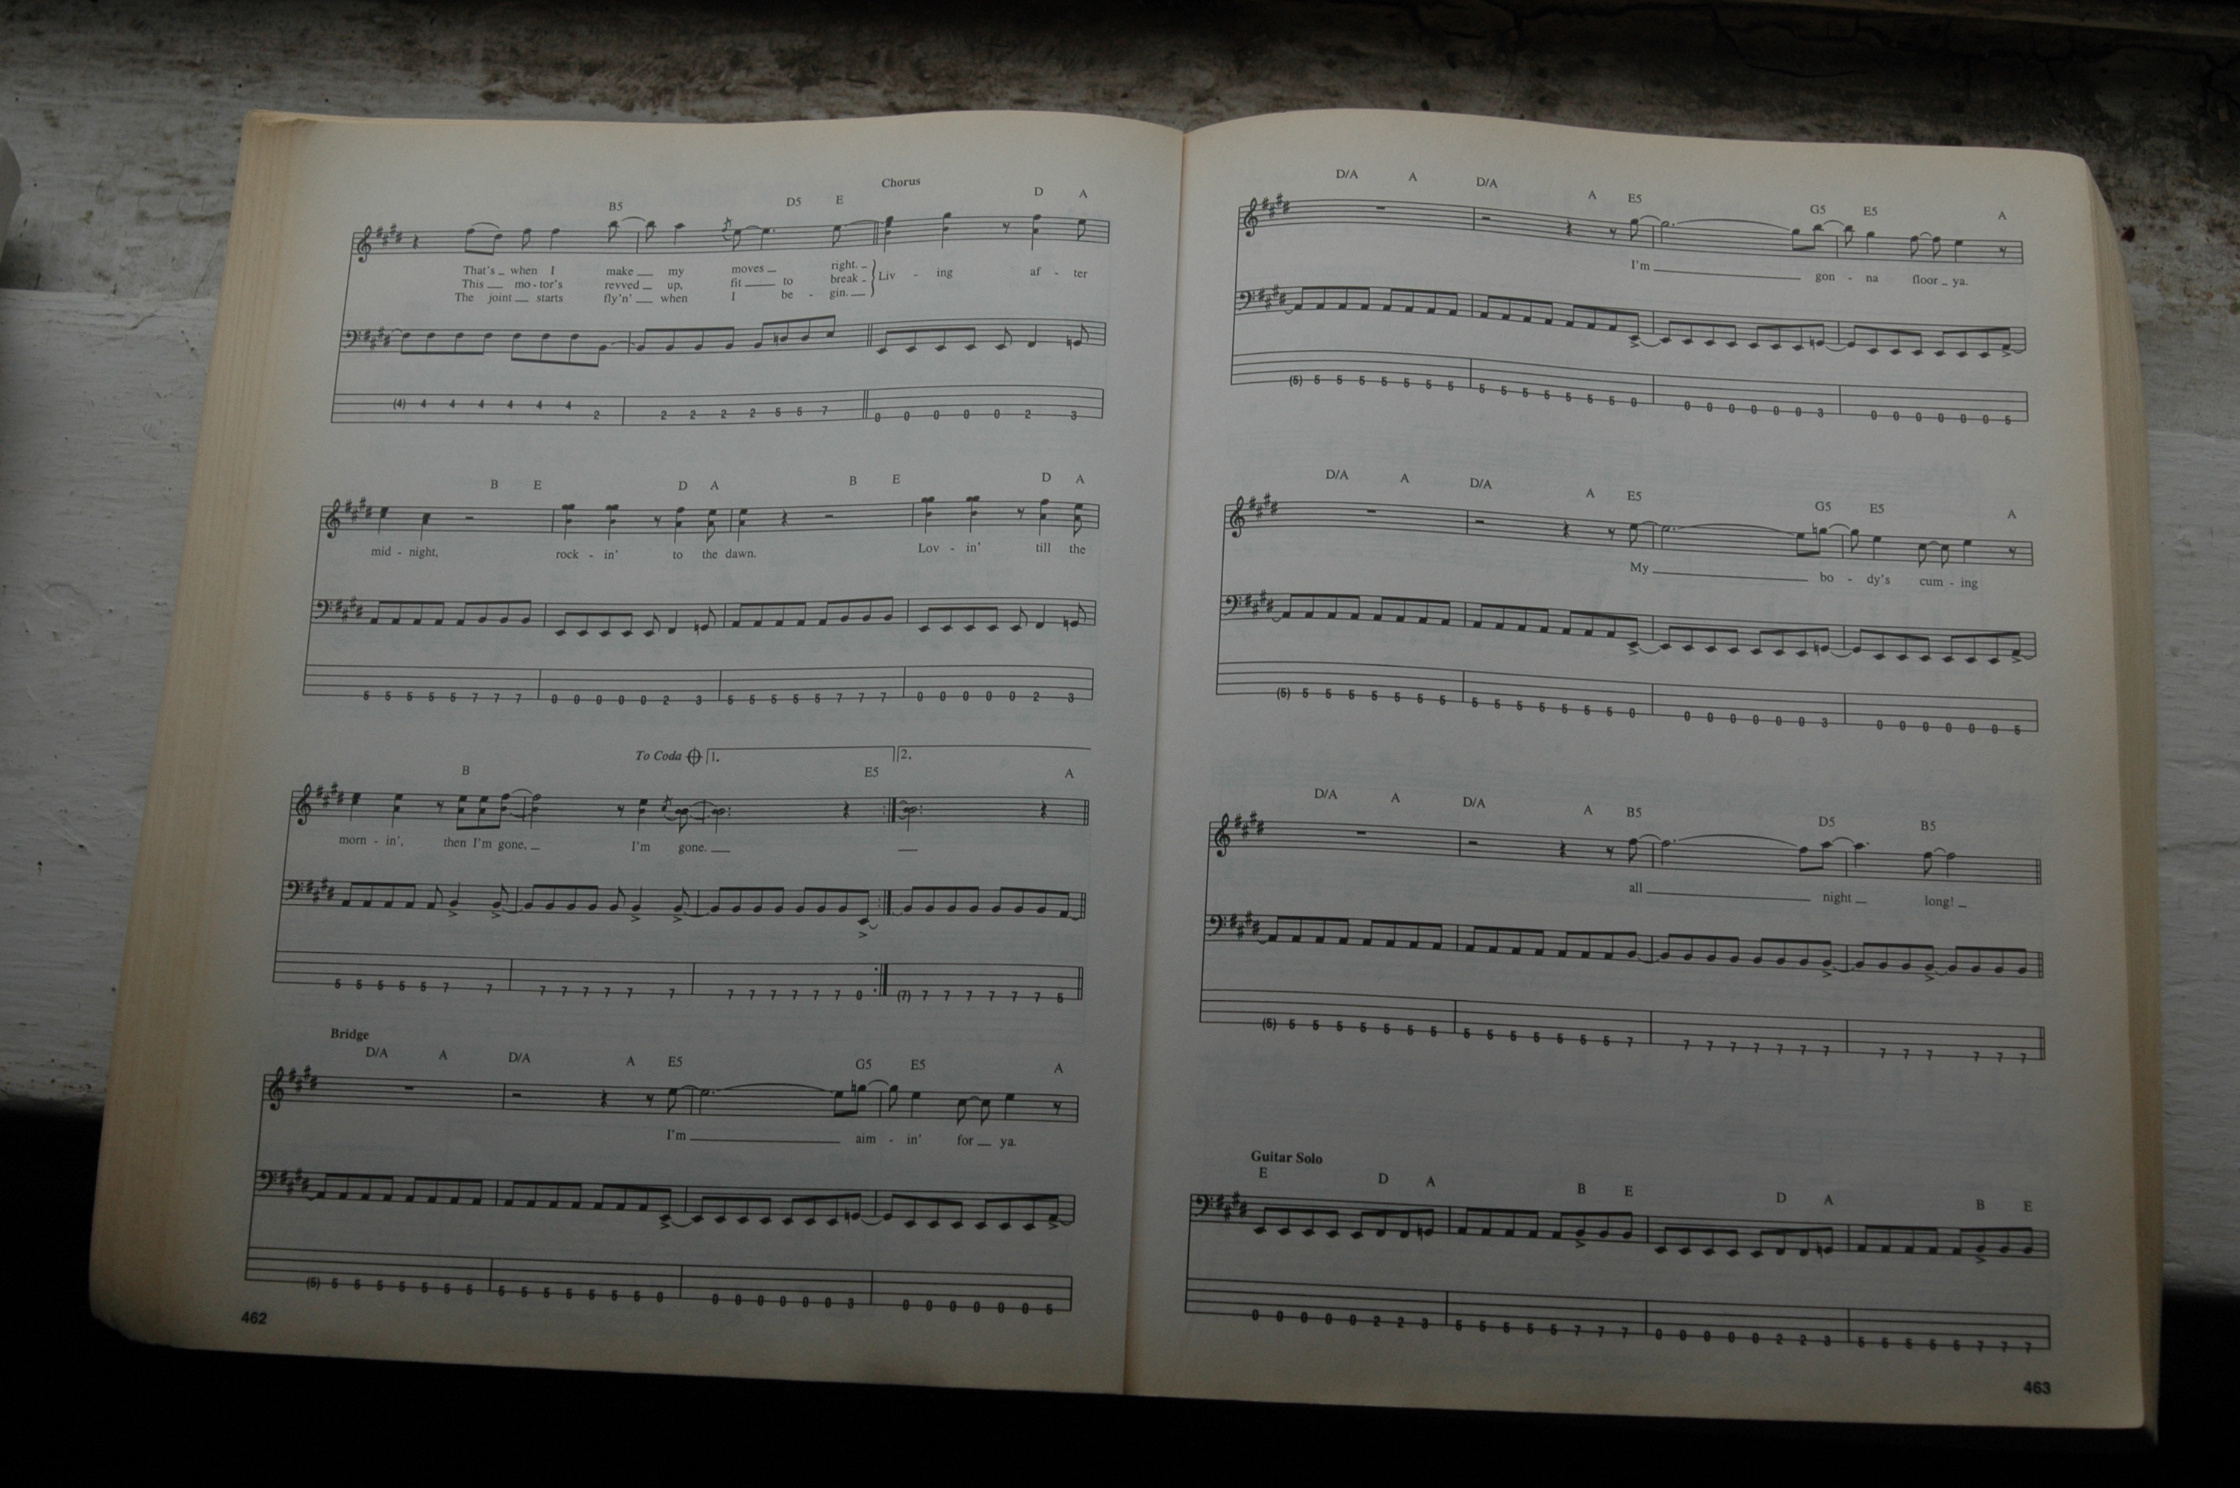 Chorus
B5 D5 E D A
That's _ when I make __ my moves _ right. _ Liv - ing af - ter
This __ mo - tor's revved _ up, fit ___ to break -
The joint __ starts fly'n' __ when I be - gin. __
(4) 4 4 4 4 4 4 2 2 2 2 2 5 5 7 0 0 0 0 0 2 3
B E D A B E D A
mid - night, rock - in' to the dawn. Lov - in' till the
5 5 5 5 5 7 7 7 0 0 0 0 0 2 3 5 5 5 5 5 7 7 7 0 0 0 0 0 2 3
To Coda 1. 2.
B E5 A
morn - in', then I'm gone, _ I'm gone. __ __
5 5 5 5 5 7 7 7 7 7 7 7 7 7 7 7 7 7 7 0 (7) 7 7 7 7 7 7 5
Bridge
D/A A D/A A E5 G5 E5 A
I'm ______ aim - in' for __ ya.
(5) 5 5 5 5 5 5 5 5 5 5 5 5 5 5 0 0 0 0 0 0 0 3 0 0 0 0 0 0 5
462
D/A A D/A A E5 G5 E5 A
I'm ______ gon - na floor _ ya.
(5) 5 5 5 5 5 5 5 5 5 5 5 5 5 5 0 0 0 0 0 0 0 3 0 0 0 0 0 0 5
D/A A D/A A E5 G5 E5 A
My ______ bo - dy's cum - ing
(5) 5 5 5 5 5 5 5 5 5 5 5 5 5 5 0 0 0 0 0 0 0 3 0 0 0 0 0 0 5
D/A A D/A A B5 D5 B5
all ______ night _ long! _
(5) 5 5 5 5 5 5 5 5 5 5 5 5 5 5 7 7 7 7 7 7 7 7 7 7 7 7 7 7
Guitar Solo
E D A B E D A B E
0 0 0 0 0 2 2 3 5 5 5 5 5 7 7 7 0 0 0 0 0 2 2 3 5 5 5 5 5 7 7 7
463